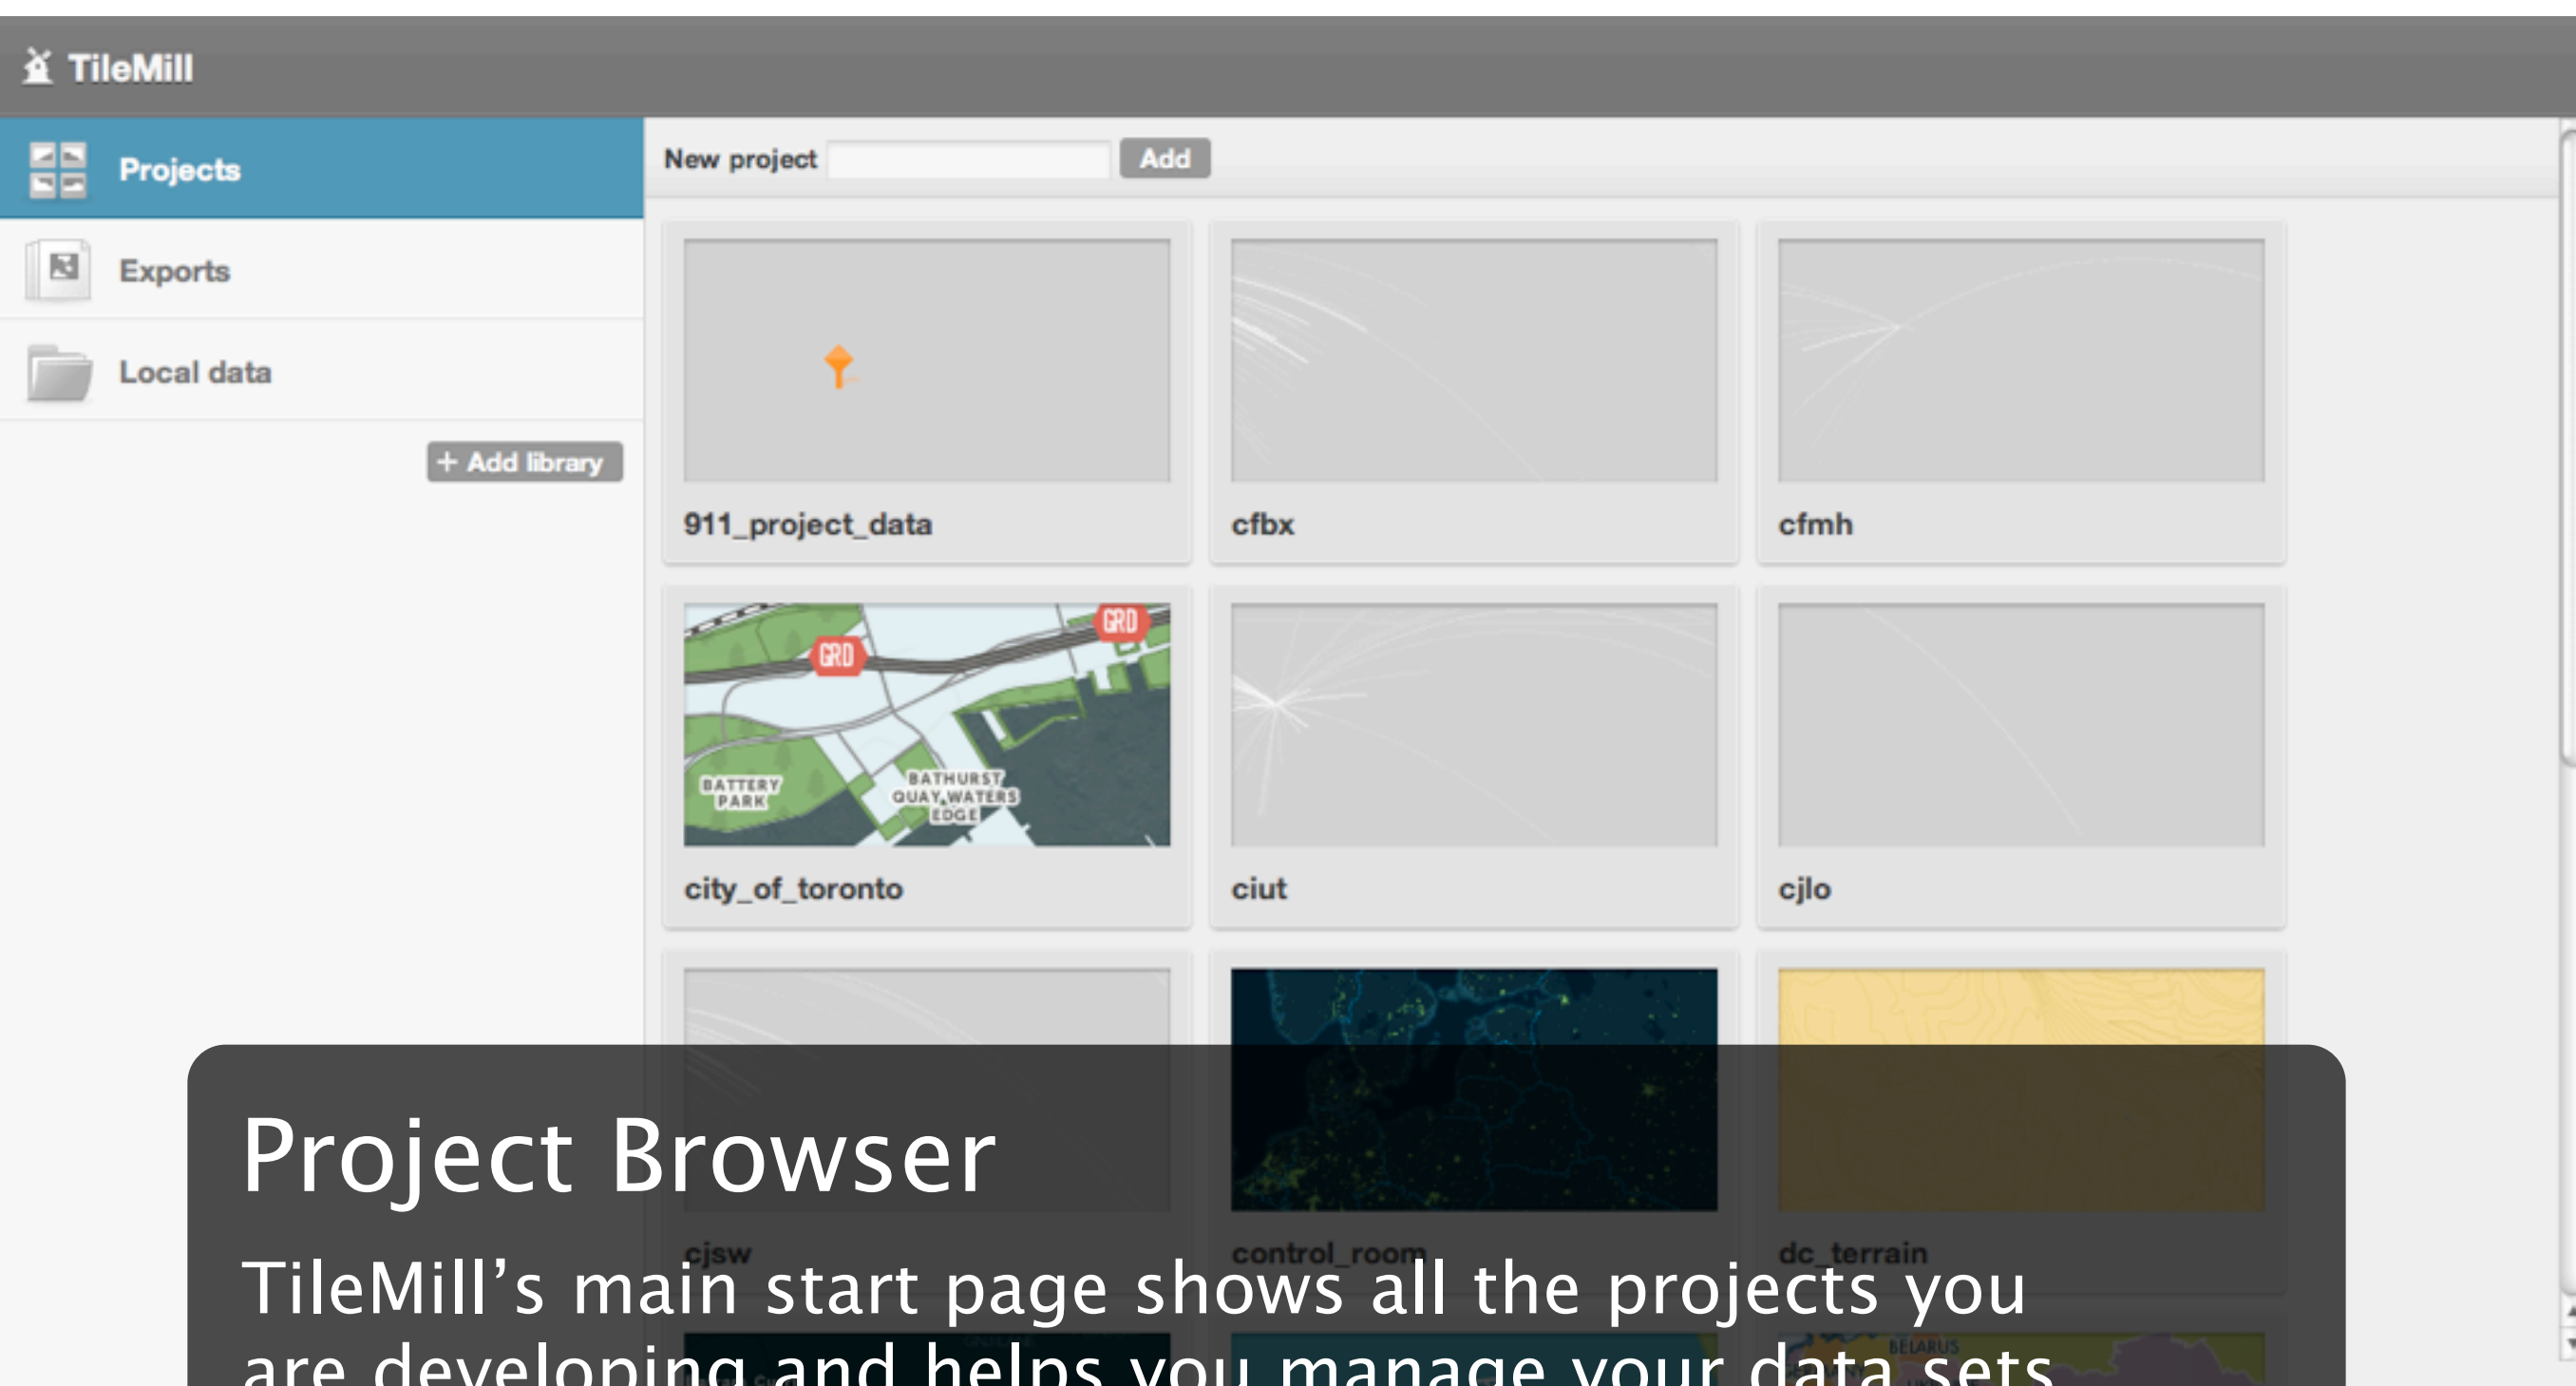 TileMill
Projects
Exports
Local data
+ Add library
New project
Add
911_project_data
cfbx
cfmh
GRD
GRD
BATTERY
PARK
BATHURST
QUAY,WATERS
EDGE
city_of_toronto
ciut
cjlo
cjsw
control_room
dc_terrain
Project Browser
TileMill’s main start page shows all the projects you
are developing and helps you manage your data sets
BELARUS